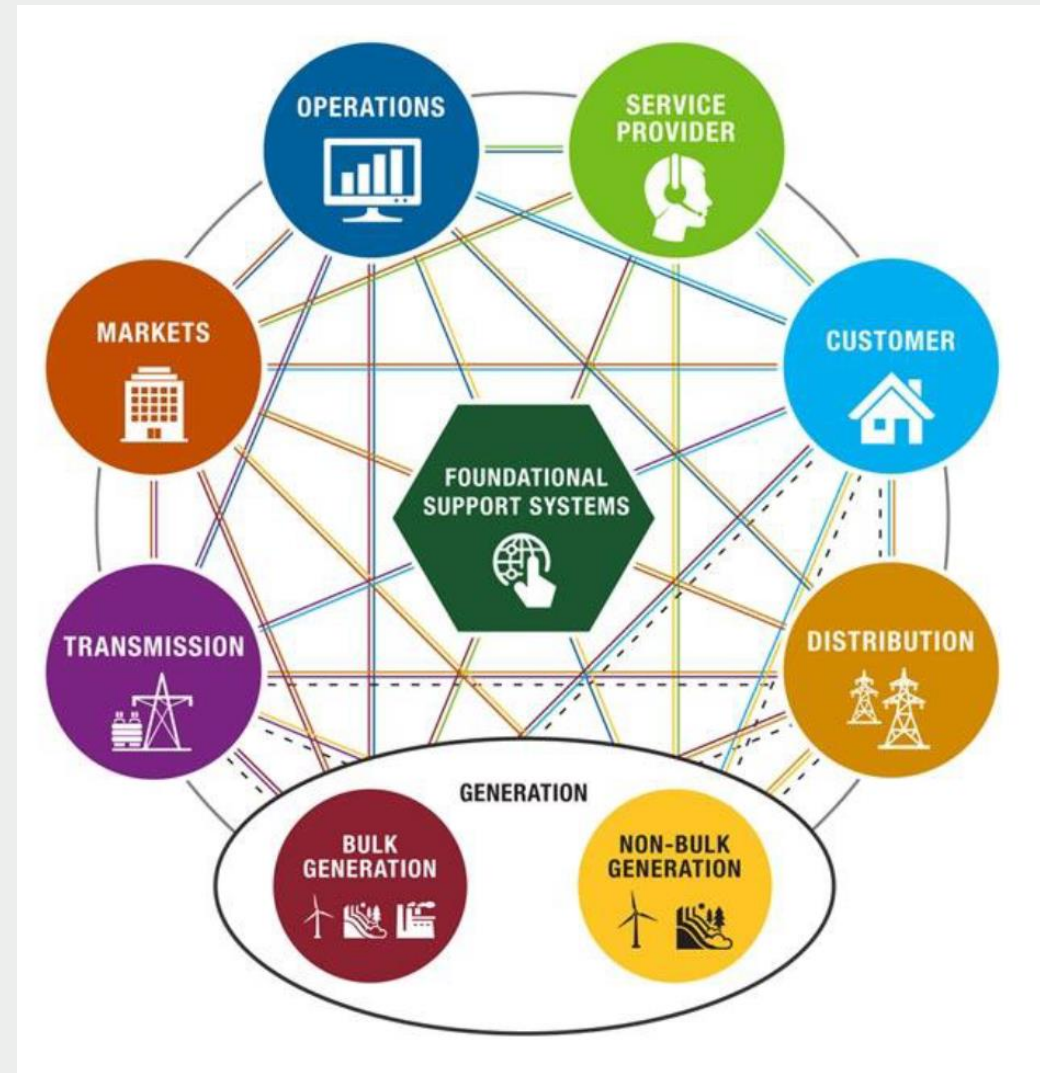 OPERATIONS
SERVICE
PROVIDER
MARKETS
CUSTOMER
FOUNDATIONAL
SUPPORT SYSTEMS
TRANSMISSION
DISTRIBUTION
GENERATION
BULK
GENERATION
NON-BULK
GENERATION